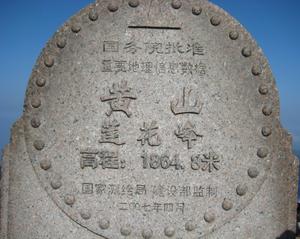 国务院批准
重要地理信息数据
黄山
莲花峰
高程：1864.8米
国家测绘局 建设部监制
二〇〇七年四月